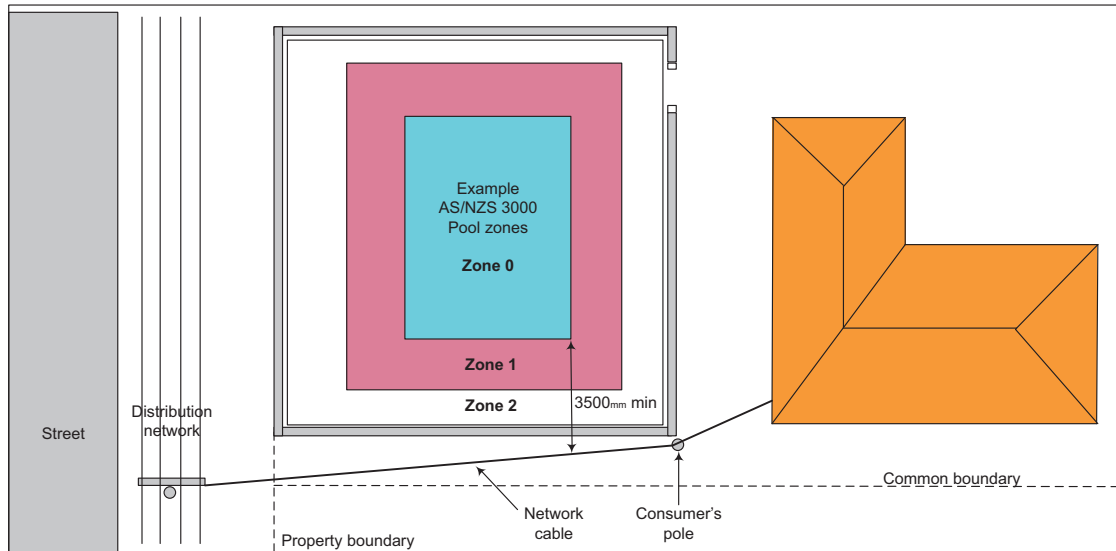 Example
AS/NZS 3000
Pool zones
Zone 0
Zone 1
3500mm min
Zone 2
Distribution
network
Street
Common boundary
Network
cable
Consumer's
pole
Property boundary